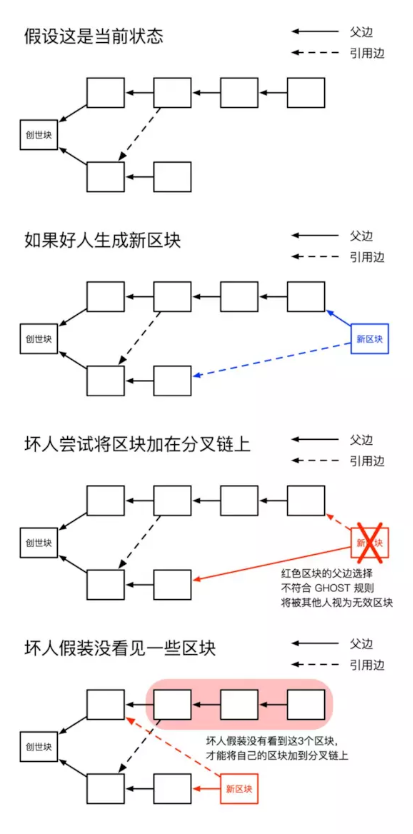 假设这是当前状态
父边
引用边
创世块
如果好人生成新区块
父边
引用边
创世块
新区块
坏人尝试将区块加在分叉链上
父边
引用边
创世块
新区块
红色区块的父边选择
不符合 GHOST 规则
将被其他人视为无效区块
坏人假装没看见一些区块
父边
引用边
创世块
坏人假装没有看到这3个区块,
才能将自己的区块加到分叉链上
新区块